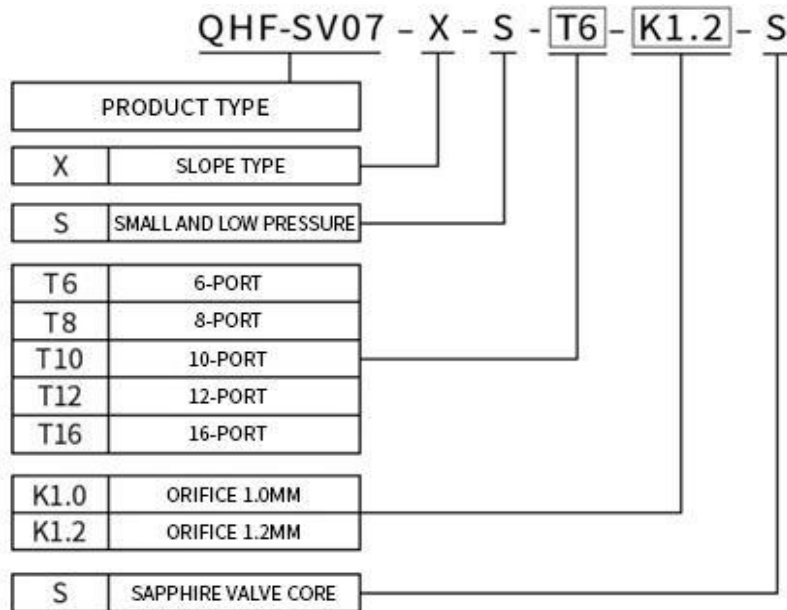 QHF-SV07 - X - S - T6 - K1.2 - S
PRODUCT TYPE
X SLOPE TYPE
S SMALL AND LOW PRESSURE
T6 6-PORT
T8 8-PORT
T10 10-PORT
T12 12-PORT
T16 16-PORT
K1.0 ORIFICE 1.0MM
K1.2 ORIFICE 1.2MM
S SAPPHIRE VALVE CORE